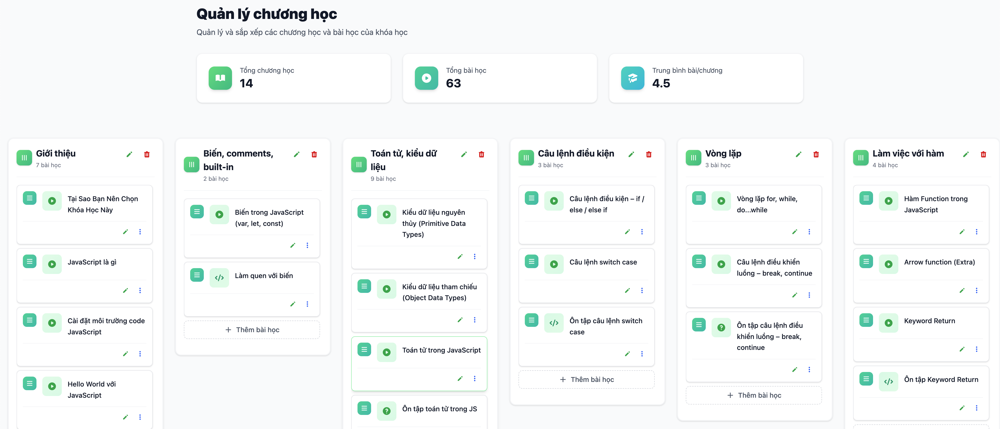 Quản lý chương học
Quản lý và sắp xếp các chương học và bài học của khóa học
Tổng chương học
14
Tổng bài học
63
Trung bình bài/chương
4.5
Giới thiệu
7 bài học
Tại Sao Bạn Nên Chọn
Khóa Học Này
JavaScript là gì
Cài đặt môi trường code
JavaScript
Hello World với
JavaScript
Biến, comments,
built-in
2 bài học
Biến trong JavaScript
(var, let, const)
Làm quen với biến
+ Thêm bài học
Toán tử, kiểu dữ
liệu
9 bài học
Kiểu dữ liệu nguyên
thủy (Primitive Data
Types)
Kiểu dữ liệu tham chiếu
(Object Data Types)
Toán tử trong JavaScript
Ôn tập toán tử trong JS
Câu lệnh điều kiện
3 bài học
Câu lệnh điều kiện – if /
else / else if
Câu lệnh switch case
Ôn tập câu lệnh switch
case
+ Thêm bài học
Vòng lặp
3 bài học
Vòng lặp for, while,
do...while
Câu lệnh điều khiển
luồng – break, continue
Ôn tập câu lệnh điều
khiển luồng – break,
continue
+ Thêm bài học
Làm việc với hàm
4 bài học
Hàm Function trong
JavaScript
Arrow function (Extra)
Keyword Return
Ôn tập Keyword Return